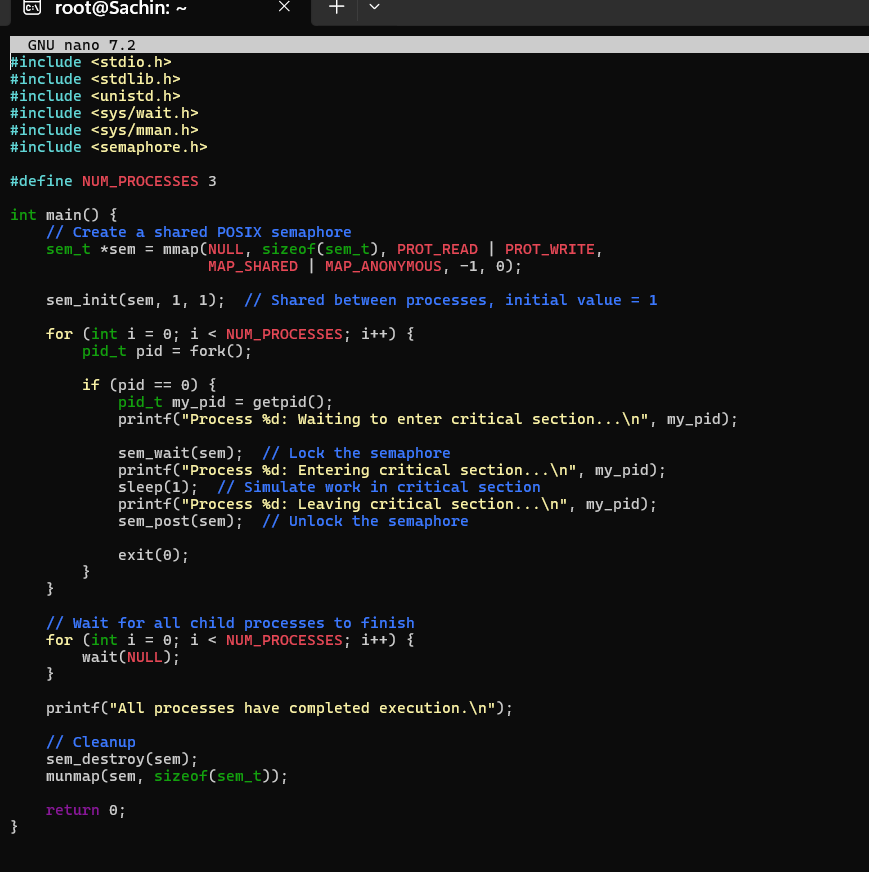 root@Sachin: ~
GNU nano 7.2
#include <stdio.h>
#include <stdlib.h>
#include <unistd.h>
#include <sys/wait.h>
#include <sys/mman.h>
#include <semaphore.h>

#define NUM_PROCESSES 3

int main() {
    // Create a shared POSIX semaphore
    sem_t *sem = mmap(NULL, sizeof(sem_t), PROT_READ | PROT_WRITE,
                      MAP_SHARED | MAP_ANONYMOUS, -1, 0);

    sem_init(sem, 1, 1);  // Shared between processes, initial value = 1

    for (int i = 0; i < NUM_PROCESSES; i++) {
        pid_t pid = fork();

        if (pid == 0) {
            pid_t my_pid = getpid();
            printf("Process %d: Waiting to enter critical section...\n", my_pid);

            sem_wait(sem);  // Lock the semaphore
            printf("Process %d: Entering critical section...\n", my_pid);
            sleep(1);  // Simulate work in critical section
            printf("Process %d: Leaving critical section...\n", my_pid);
            sem_post(sem);  // Unlock the semaphore

            exit(0);
        }
    }

    // Wait for all child processes to finish
    for (int i = 0; i < NUM_PROCESSES; i++) {
        wait(NULL);
    }

    printf("All processes have completed execution.\n");

    // Cleanup
    sem_destroy(sem);
    munmap(sem, sizeof(sem_t));

    return 0;
}